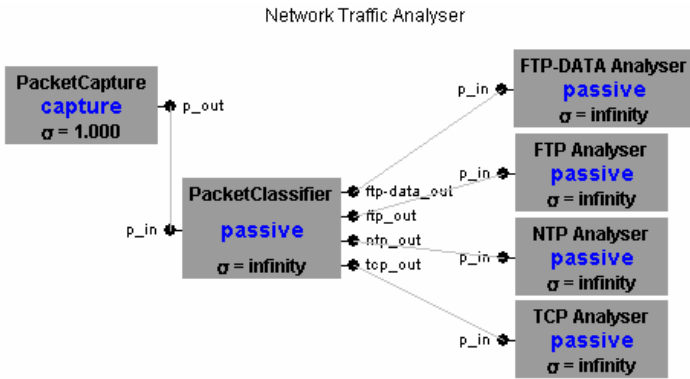 Network Traffic Analyser
PacketCapture
capture
σ = 1.000
p_out
p_in
PacketClassifier
passive
σ = infinity
ftp-data_out
ftp_out
ntp_out
tcp_out
p_in
FTP-DATA Analyser
passive
σ = infinity
p_in
FTP Analyser
passive
σ = infinity
p_in
NTP Analyser
passive
σ = infinity
p_in
TCP Analyser
passive
σ = infinity